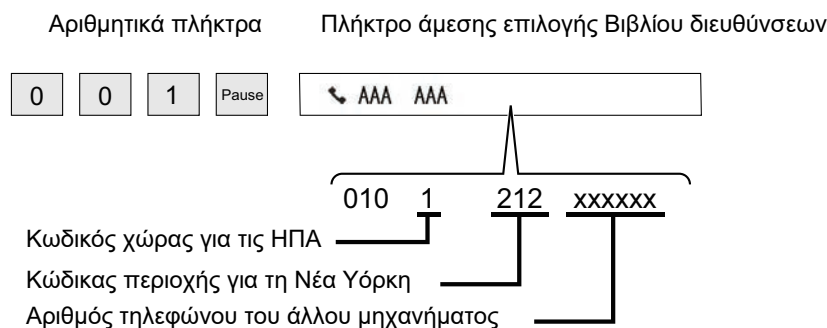 Αριθμητικά πλήκτρα Πλήκτρο άμεσης επιλογής Βιβλίου διευθύνσεων
0 0 1 Pause AAA AAA
010 1 212 xxxxxx
Κωδικός χώρας για τις ΗΠΑ
Κώδικας περιοχής για τη Νέα Υόρκη
Αριθμός τηλεφώνου του άλλου μηχανήματος